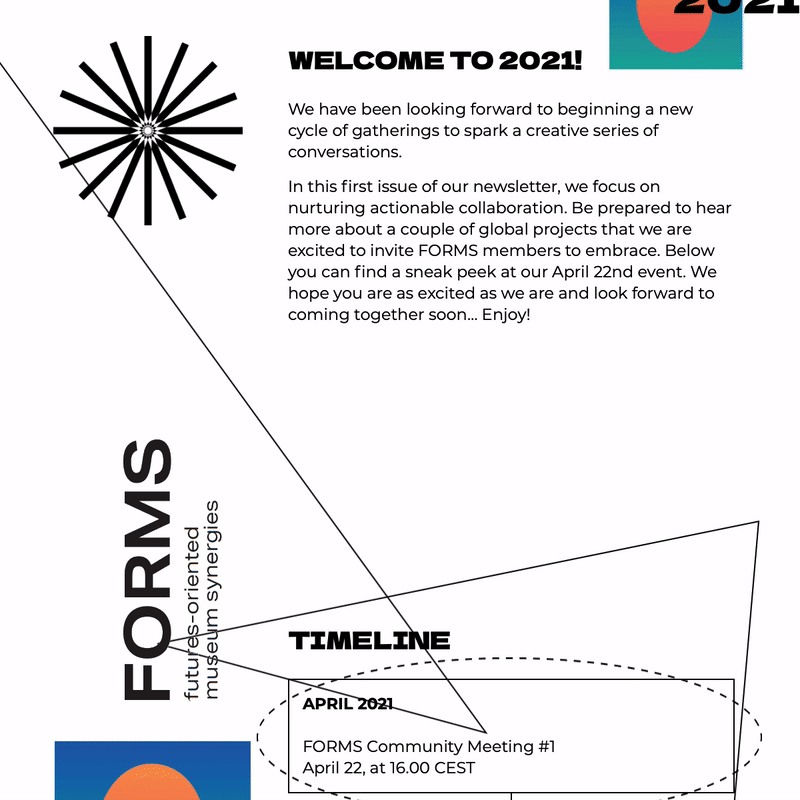 2021
WELCOME TO 2021!
We have been looking forward to beginning a new
cycle of gatherings to spark a creative series of
conversations.
In this first issue of our newsletter, we focus on
nurturing actionable collaboration. Be prepared to hear
more about a couple of global projects that we are
excited to invite FORMS members to embrace. Below
you can find a sneak peek at our April 22nd event. We
hope you are as excited as we are and look forward to
coming together soon... Enjoy!
FORMS
futures-oriented
museum synergies
TIMELINE
APRIL 2021
FORMS Community Meeting #1
April 22, at 16.00 CEST